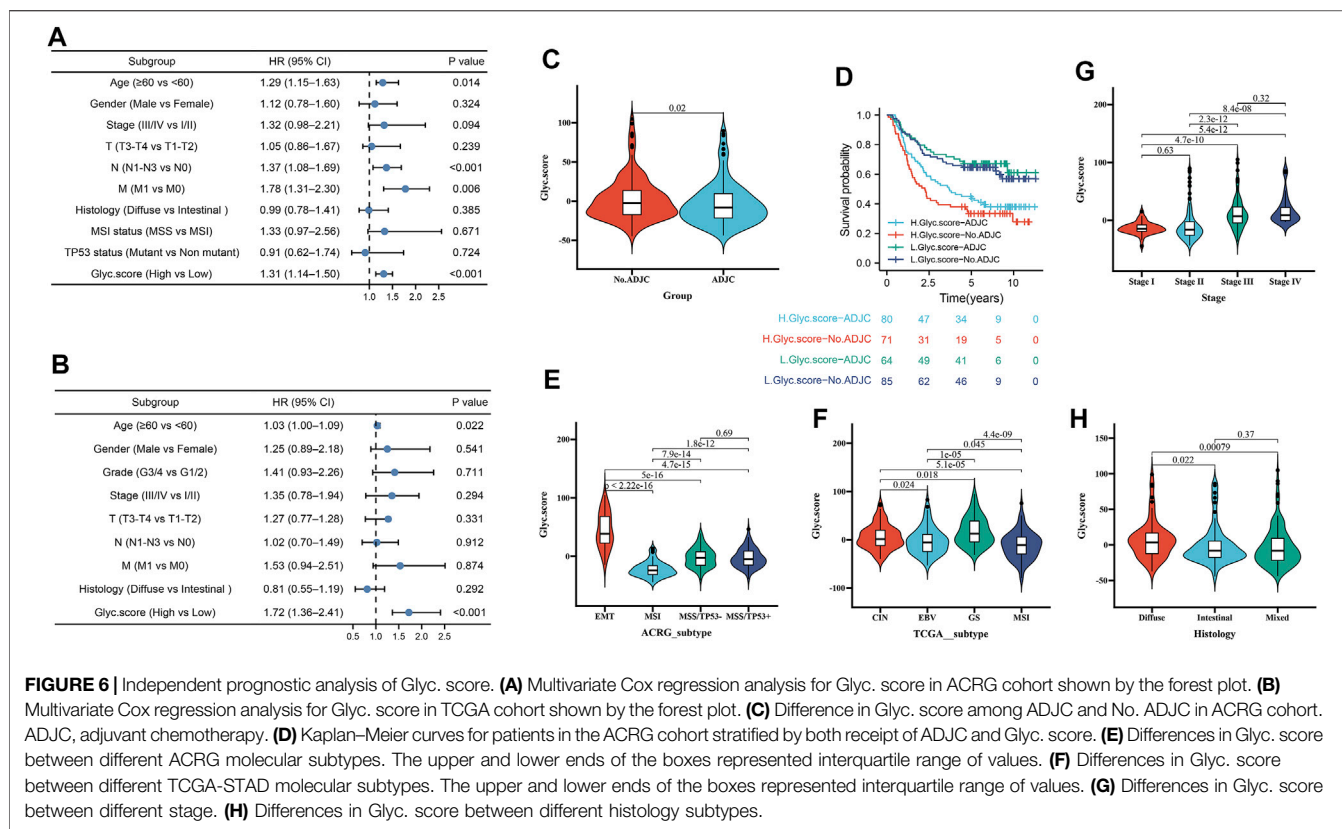 A
Subgroup HR (95% CI) P value
Age (≥60 vs <60) 1.29 (1.15–1.63) 0.014
Gender (Male vs Female) 1.12 (0.78–1.60) 0.324
Stage (III/IV vs I/II) 1.32 (0.98–2.21) 0.094
T (T3-T4 vs T1-T2) 1.05 (0.86–1.67) 0.239
N (N1-N3 vs N0) 1.37 (1.08–1.69) <0.001
M (M1 vs M0) 1.78 (1.31–2.30) 0.006
Histology (Diffuse vs Intestinal ) 0.99 (0.78–1.41) 0.385
MSI status (MSS vs MSI) 1.33 (0.97–2.56) 0.671
TP53 status (Mutant vs Non mutant) 0.91 (0.62–1.74) 0.724
Glyc.score (High vs Low) 1.31 (1.14–1.50) <0.001
1.0 1.5 2.0 2.5
B
Subgroup HR (95% CI) P value
Age (≥60 vs <60) 1.03 (1.00–1.09) 0.022
Gender (Male vs Female) 1.25 (0.89–2.18) 0.541
Grade (G3/4 vs G1/2) 1.41 (0.93–2.26) 0.711
Stage (III/IV vs I/II) 1.35 (0.78–1.94) 0.294
T (T3-T4 vs T1-T2) 1.27 (0.77–1.28) 0.331
N (N1-N3 vs N0) 1.02 (0.70–1.49) 0.912
M (M1 vs M0) 1.53 (0.94–2.51) 0.874
Histology (Diffuse vs Intestinal ) 0.81 (0.55–1.19) 0.292
Glyc.score (High vs Low) 1.72 (1.36–2.41) <0.001
0.5 1.0 1.5 2.0 2.5
C
0.02
100
50
0
-50
Glyc.score
No.ADJC ADJC
Group
D
1.0
0.8
0.6
0.4
0.2
0.0
Survival probability
H.Glyc.score−ADJC
H.Glyc.score−No.ADJC
L.Glyc.score−ADJC
L.Glyc.score−No.ADJC
0 2.5 5 7.5 10
Time(years)
H.Glyc.score−ADJC 80 47 34 9 0
H.Glyc.score−No.ADJC 71 31 19 5 0
L.Glyc.score−ADJC 64 49 41 6 0
L.Glyc.score−No.ADJC 85 62 46 9 0
E
0.69
1.8e-12
7.9e-14
4.7e-15
5e-16
p < 2.22e-16
200
100
0
Glyc.score
EMT MSI MSS/TP53- MSS/TP53+
ACRG_subtype
F
4.4e-09
0.045
1e-05
5.1e-05
0.018
0.024
200
100
0
-100
Glyc.score
CIN EBV GS MSI
TCGA__subtype
G
0.32
8.4e-08
2.3e-12
5.4e-12
4.7e-10
0.63
200
100
0
Glyc.score
Stage I Stage II Stage III Stage IV
Stage
H
0.37
0.00079
0.022
150
100
50
0
-50
Glyc.score
Diffuse Intestinal Mixed
Histology
FIGURE 6 | Independent prognostic analysis of Glyc. score. (A) Multivariate Cox regression analysis for Glyc. score in ACRG cohort shown by the forest plot. (B)
Multivariate Cox regression analysis for Glyc. score in TCGA cohort shown by the forest plot. (C) Difference in Glyc. score among ADJC and No. ADJC in ACRG cohort.
ADJC, adjuvant chemotherapy. (D) Kaplan–Meier curves for patients in the ACRG cohort stratified by both receipt of ADJC and Glyc. score. (E) Differences in Glyc. score
between different ACRG molecular subtypes. The upper and lower ends of the boxes represented interquartile range of values. (F) Differences in Glyc. score
between different TCGA-STAD molecular subtypes. The upper and lower ends of the boxes represented interquartile range of values. (G) Differences in Glyc. score
between different stage. (H) Differences in Glyc. score between different histology subtypes.